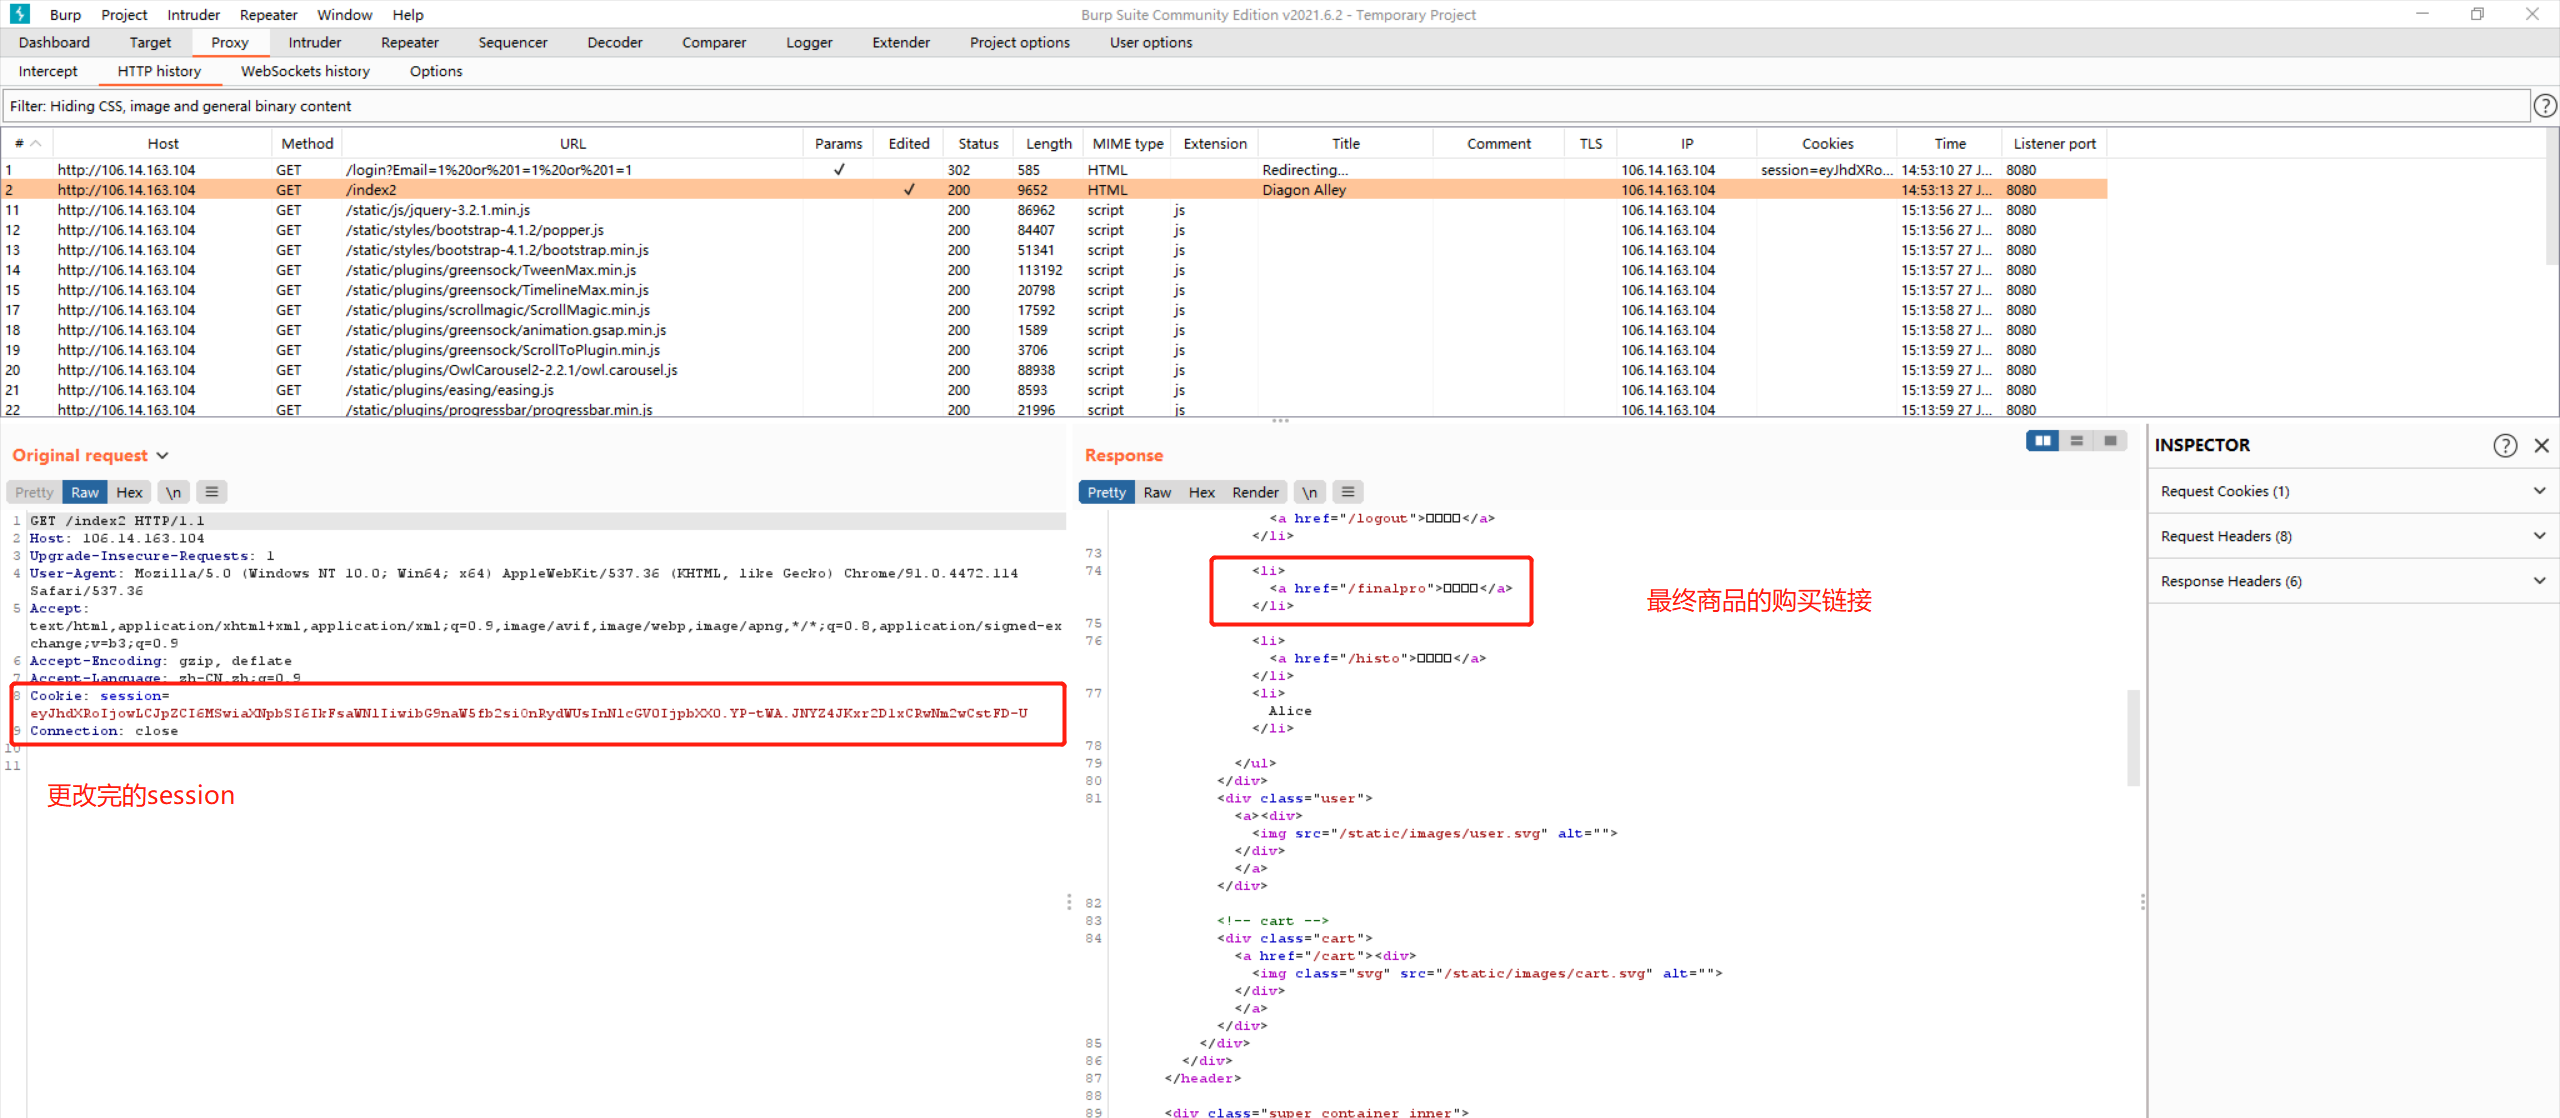 Burp Project Intruder Repeater Window Help Burp Suite Community Edition v2021.6.2 - Temporary Project
Dashboard Target Proxy Intruder Repeater Sequencer Decoder Comparer Logger Extender Project options User options
Intercept HTTP history WebSockets history Options
Filter: Hiding CSS, image and general binary content
# Host Method URL Params Edited Status Length MIME type Extension Title Comment TLS IP Cookies Time Listener port
1 http://106.14.163.104 GET /login?Email=1%20or%201=1%20or%201=1 ✓ 302 585 HTML Redirecting... 106.14.163.104 session=eyJhdXRo... 14:53:10 27 J... 8080
2 http://106.14.163.104 GET /index2 ✓ 200 9652 HTML Diagon Alley 106.14.163.104 14:53:13 27 J... 8080
11 http://106.14.163.104 GET /static/js/jquery-3.2.1.min.js 200 86962 script js 106.14.163.104 15:13:56 27 J... 8080
12 http://106.14.163.104 GET /static/styles/bootstrap-4.1.2/popper.js 200 84407 script js 106.14.163.104 15:13:56 27 J... 8080
13 http://106.14.163.104 GET /static/styles/bootstrap-4.1.2/bootstrap.min.js 200 51341 script js 106.14.163.104 15:13:57 27 J... 8080
14 http://106.14.163.104 GET /static/plugins/greensock/TweenMax.min.js 200 113192 script js 106.14.163.104 15:13:57 27 J... 8080
15 http://106.14.163.104 GET /static/plugins/greensock/TimelineMax.min.js 200 20798 script js 106.14.163.104 15:13:57 27 J... 8080
17 http://106.14.163.104 GET /static/plugins/scrollmagic/ScrollMagic.min.js 200 17592 script js 106.14.163.104 15:13:58 27 J... 8080
18 http://106.14.163.104 GET /static/plugins/greensock/animation.gsap.min.js 200 1589 script js 106.14.163.104 15:13:58 27 J... 8080
19 http://106.14.163.104 GET /static/plugins/greensock/ScrollToPlugin.min.js 200 3706 script js 106.14.163.104 15:13:59 27 J... 8080
20 http://106.14.163.104 GET /static/plugins/OwlCarousel2-2.2.1/owl.carousel.js 200 88938 script js 106.14.163.104 15:13:59 27 J... 8080
21 http://106.14.163.104 GET /static/plugins/easing/easing.js 200 8593 script js 106.14.163.104 15:13:59 27 J... 8080
22 http://106.14.163.104 GET /static/plugins/progressbar/progressbar.min.js 200 21996 script js 106.14.163.104 15:13:59 27 J... 8080
Original request
Pretty Raw Hex \n
1 GET /index2 HTTP/1.1
2 Host: 106.14.163.104
3 Upgrade-Insecure-Requests: 1
4 User-Agent: Mozilla/5.0 (Windows NT 10.0; Win64; x64) AppleWebKit/537.36 (KHTML, like Gecko) Chrome/91.0.4472.114
Safari/537.36
5 Accept:
text/html,application/xhtml+xml,application/xml;q=0.9,image/avif,image/webp,image/apng,*/*;q=0.8,application/signed-ex
change;v=b3;q=0.9
6 Accept-Encoding: gzip, deflate
7 Accept-Language: zh-CN,zh;q=0.9
8 Cookie: session=
9 Connection: close
10
11
更改完的session
Response
Pretty Raw Hex Render \n
<a href="/logout">□□□□</a>
</li>
73
74 <li>
<a href="/finalpro">□□□□</a>
</li>
最终商品的购买链接
75
76 <li>
<a href="/histo">□□□□</a>
</li>
77 <li>
Alice
</li>
78
79 </ul>
80 </div>
81 <div class="user">
<a><div>
<img src="/static/images/user.svg" alt="">
</div>
</a>
</div>
82
83 <!-- cart -->
84 <div class="cart">
<a href="/cart"><div>
<img class="svg" src="/static/images/cart.svg" alt="">
</div>
</a>
</div>
85 </div>
86 </div>
87 </header>
88
89 <div class="super_container_inner">
INSPECTOR
Request Cookies (1)
Request Headers (8)
Response Headers (6)